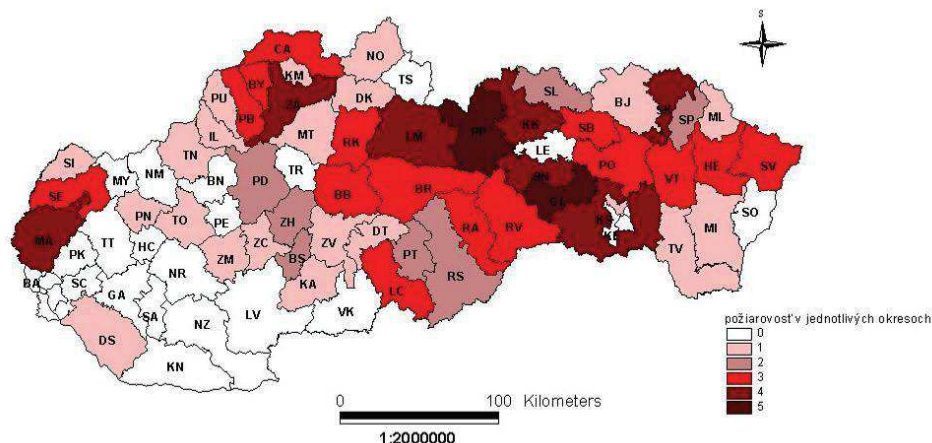 S
CA
NO
TS
KM
BY
PU
ZA
DK
SL
BJ
ML
SP
PB
IL
MT
RK
LM
PP
KK
SB
LE
PO
VT
HE
SV
SI
TN
SE
MY
NM
BN
PD
TR
BB
BR
SN
GL
SO
MA
PN
TO
PE
ZH
RA
RV
KE
MI
TV
TT
HC
ZM
ZC
ZV
DT
PT
PK
BS
RS
BA
SC
GA
NR
KA
LC
SA
NZ
LV
VK
DS
KN
požiarovosť v jednotlivých okresoch
0
1
2
3
4
5
0 100 Kilometers
1:2000000